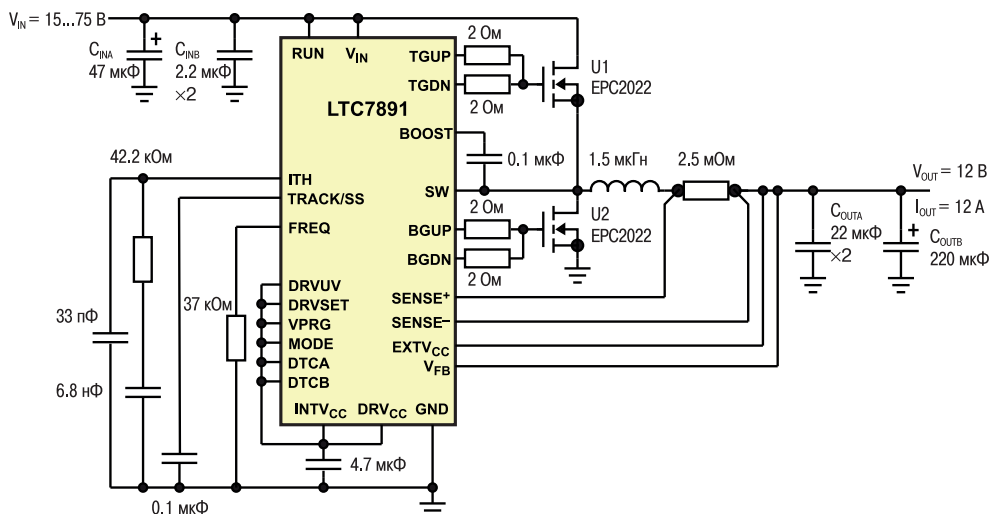 V_IN = 15...75 В
C_INA
47 мкФ
+
C_INB
2.2 мкФ
×2
RUN
V_IN
LTC7891
TGUP
TGDN
BOOST
SW
BGUP
BGDN
SENSE+
SENSE−
EXTV_CC
V_FB
ITH
TRACK/SS
FREQ
DRVUV
DRVSET
VPRG
MODE
DTCA
DTCB
INTV_CC
DRV_CC
GND
2 Ом
2 Ом
U1
EPC2022
0.1 мкФ
1.5 мкГн
2.5 мОм
V_OUT = 12 В
I_OUT = 12 А
2 Ом
2 Ом
U2
EPC2022
C_OUTA
22 мкФ
×2
+
C_OUTB
220 мкФ
42.2 кОм
37 кОм
33 пФ
6.8 нФ
0.1 мкФ
4.7 мкФ